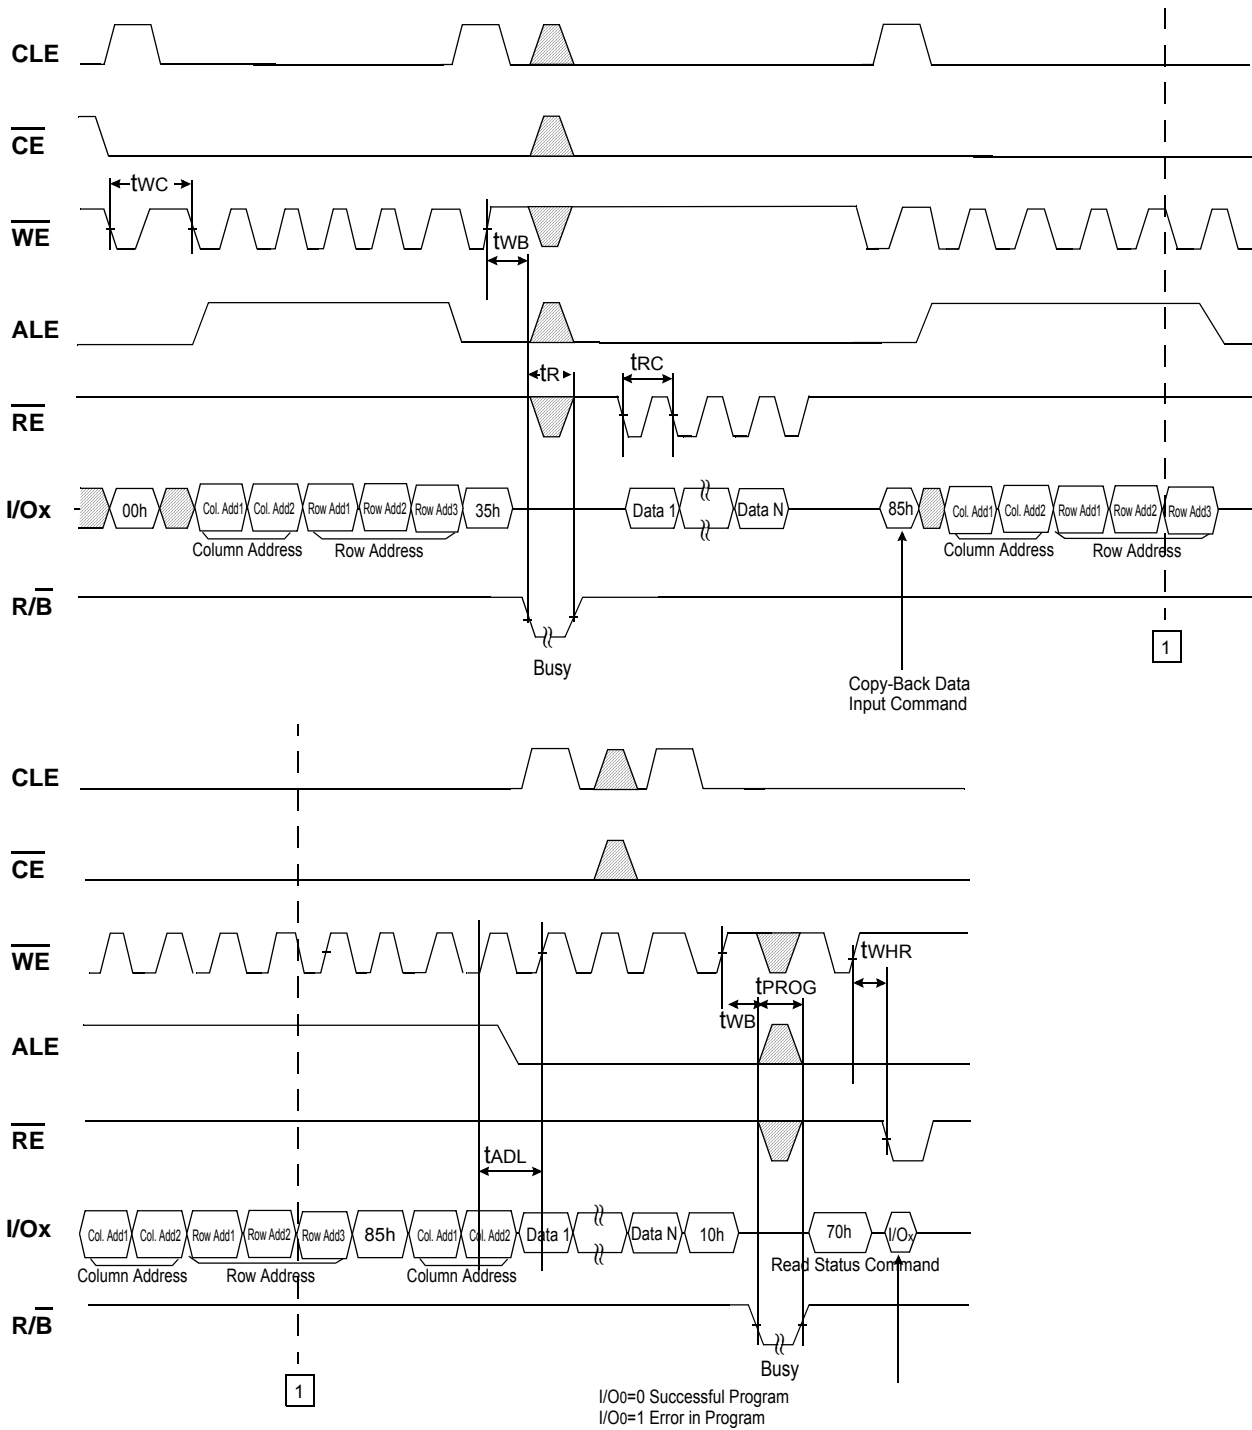 CLE
CE
tWC
WE
tWB
ALE
tR
tRC
RE
I/Ox
00h
Col. Add1
Col. Add2
Row Add1
Row Add2
Row Add3
35h
Data 1
Data N
85h
Col. Add1
Col. Add2
Row Add1
Row Add2
Row Add3
Column Address
Row Address
Column Address
Row Address
R/B
Busy
1
Copy-Back Data
Input Command
CLE
CE
WE
tWHR
tPROG
tWB
ALE
RE
tADL
I/Ox
Col. Add1
Col. Add2
Row Add1
Row Add2
Row Add3
85h
Col. Add1
Col. Add2
Data 1
Data N
10h
70h
I/Ox
Column Address
Row Address
Column Address
Read Status Command
R/B
Busy
1
I/O0=0 Successful Program
I/O0=1 Error in Program